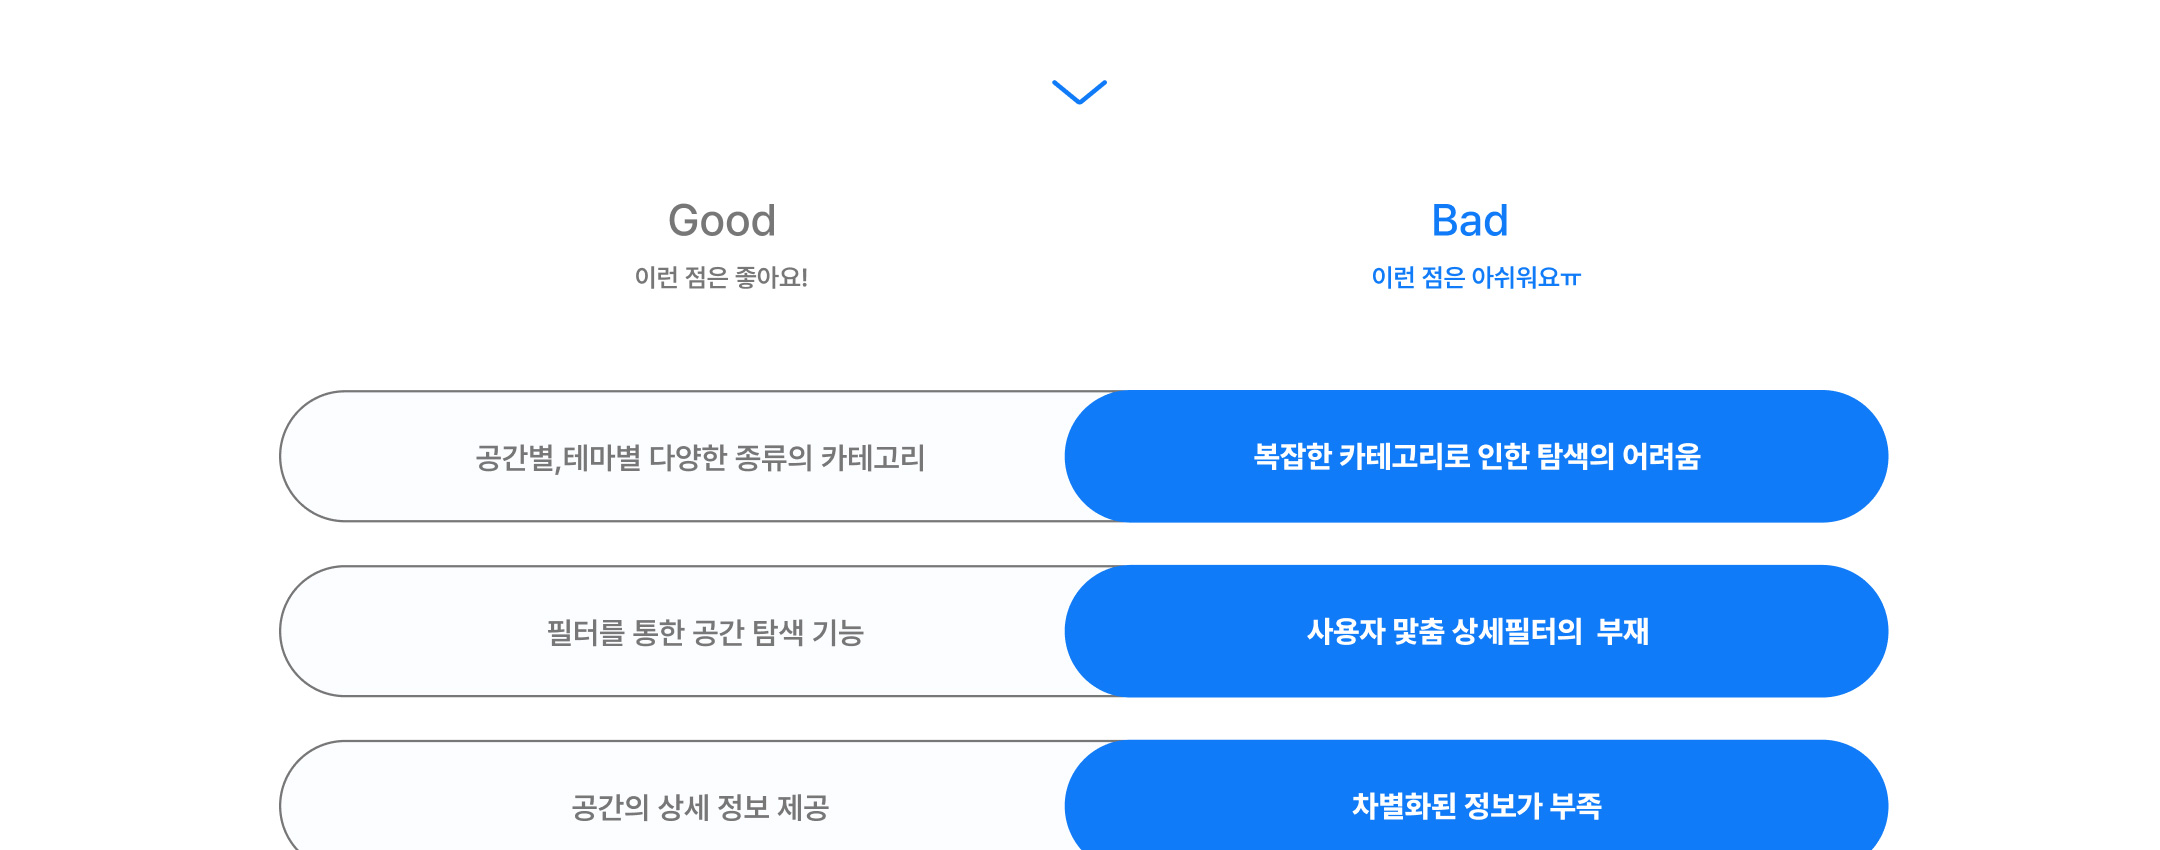 Good
이런 점은 좋아요!
Bad
이런 점은 아쉬워요ㅠ
공간별,테마별 다양한 종류의 카테고리
복잡한 카테고리로 인한 탐색의 어려움
필터를 통한 공간 탐색 기능
사용자 맞춤 상세필터의 부재
공간의 상세 정보 제공
차별화된 정보가 부족